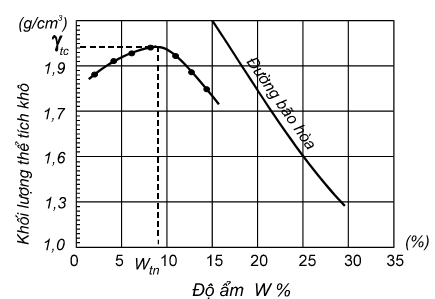 (g/cm³)
γtc
1,9
1,7
1,6
1,3
1,0
Khối lượng thể tích khô
Đường bão hòa
0 5 10 15 20 25 30 35
(%)
Wtn
Độ ẩm W %